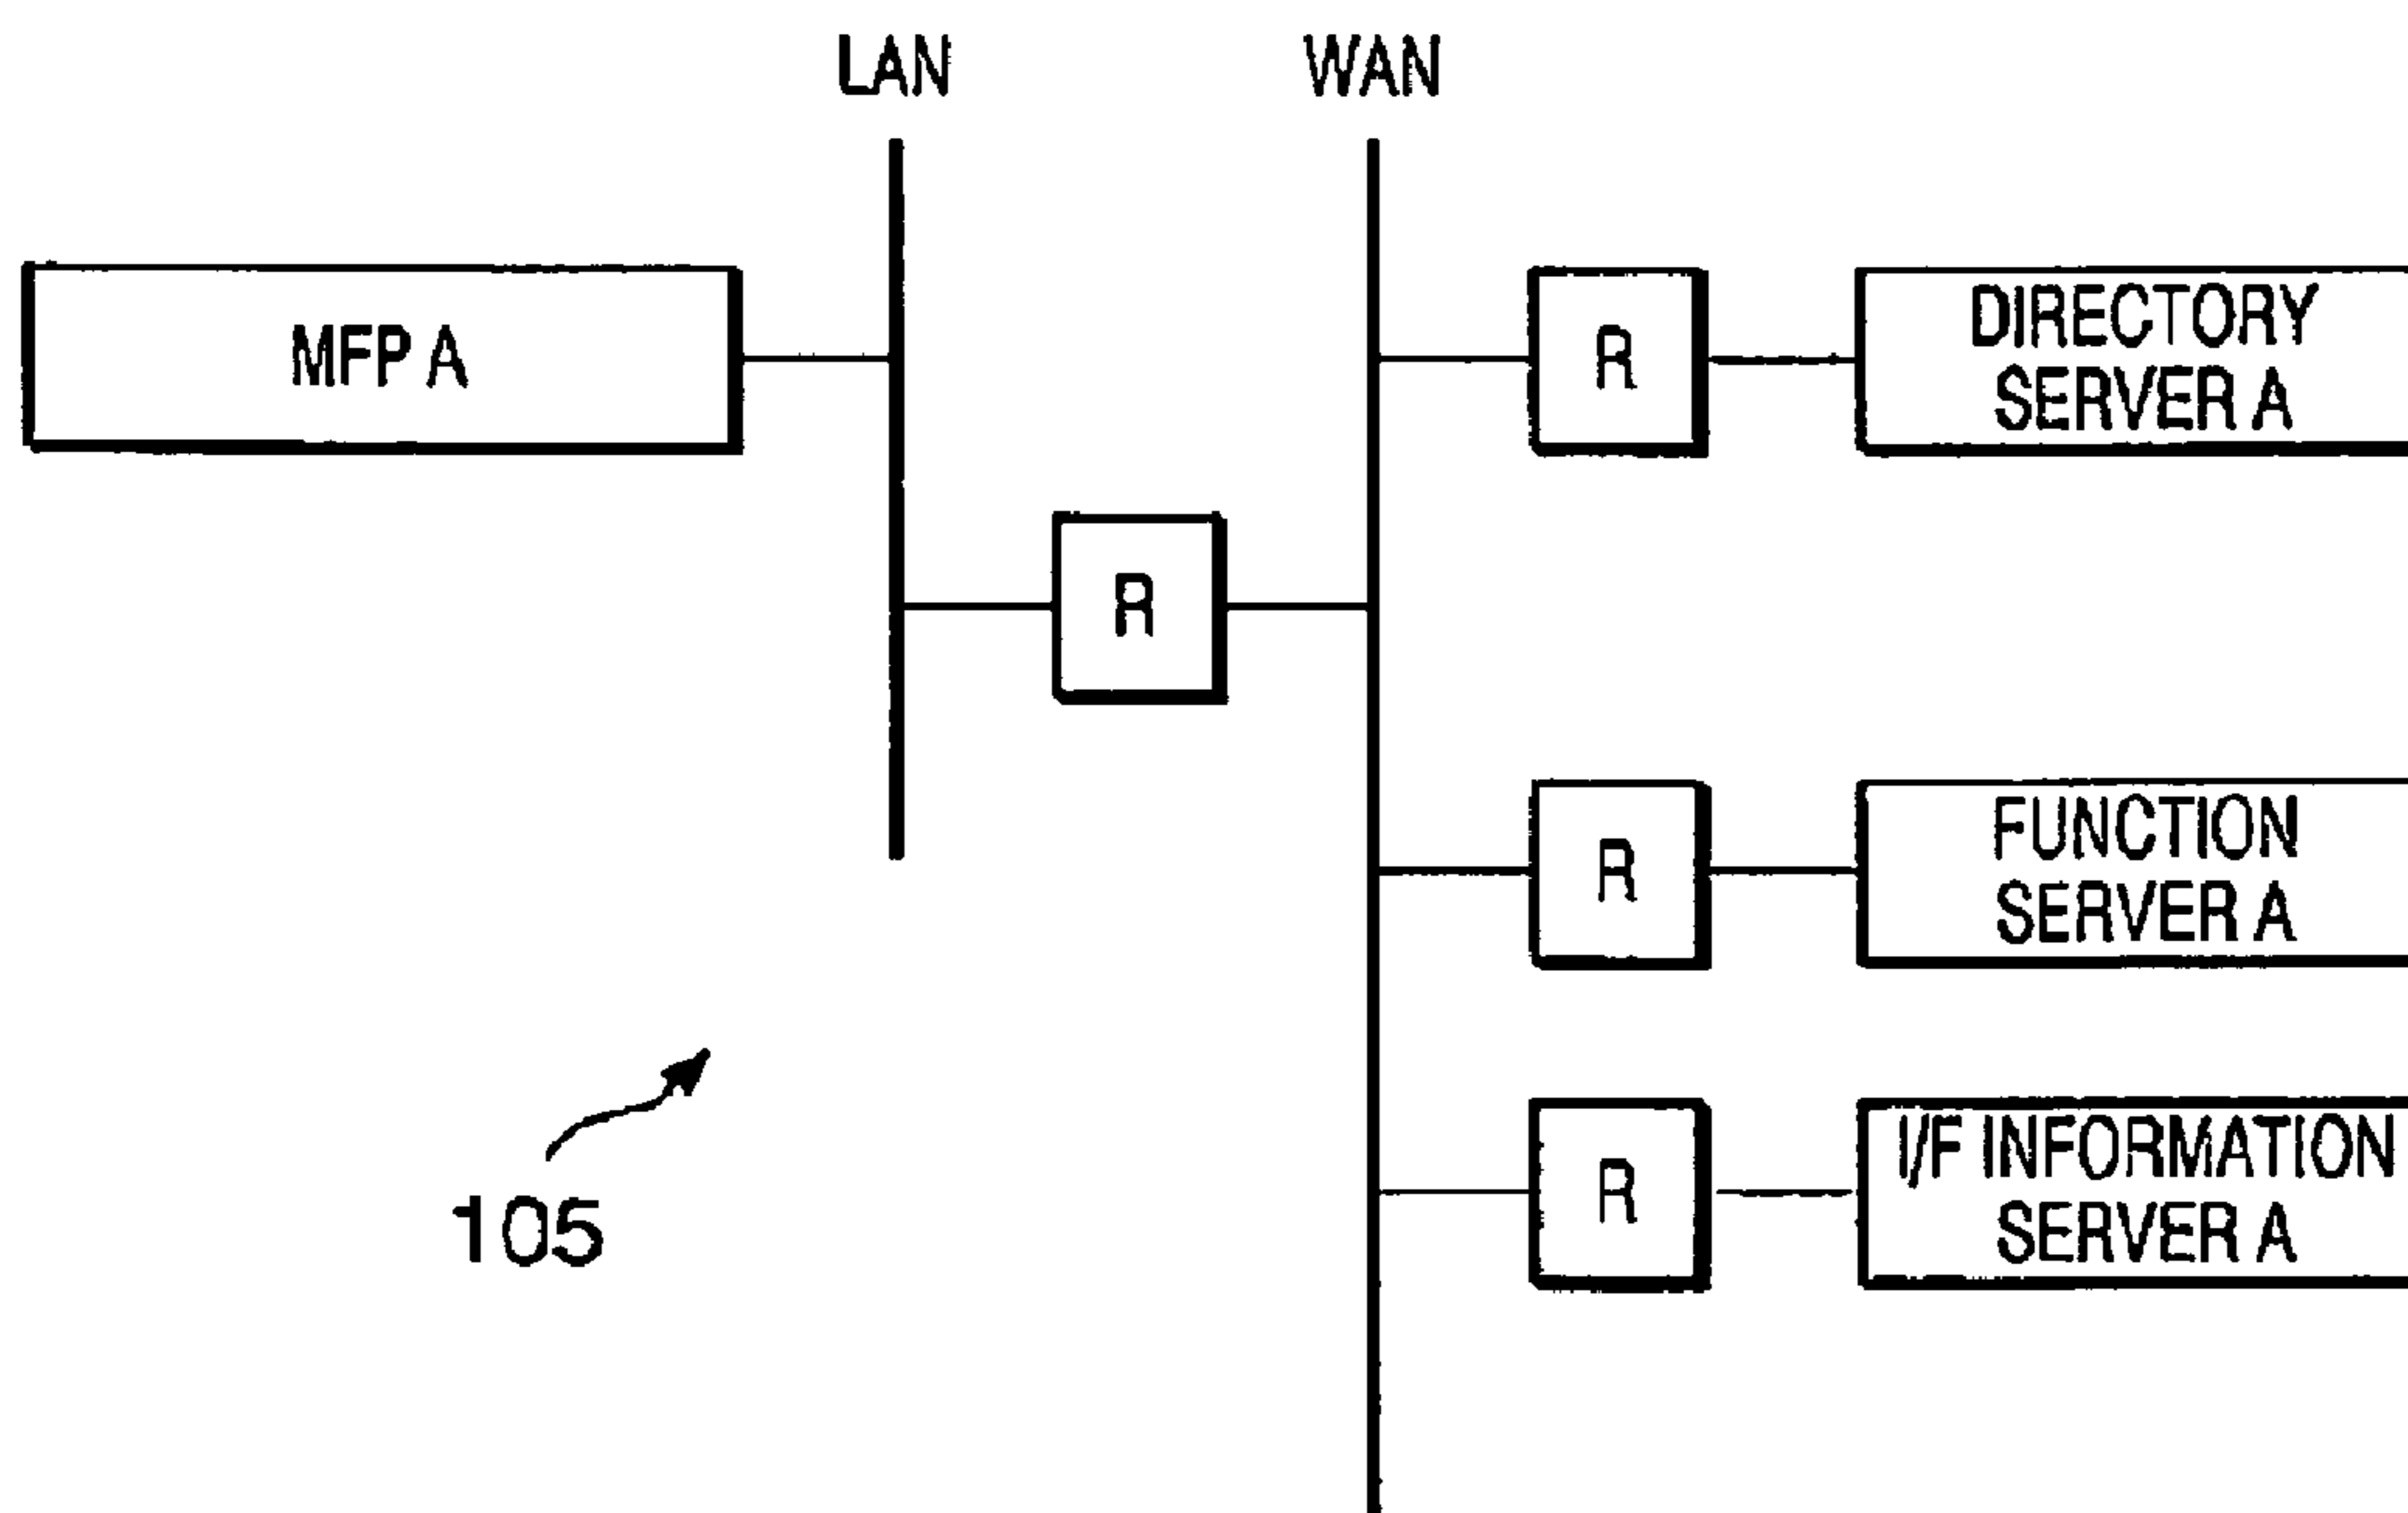 LAN
WAN
MFP A
R
DIRECTORY
SERVER A
R
R
FUNCTION
SERVER A
R
I/F INFORMATION
SERVER A
105